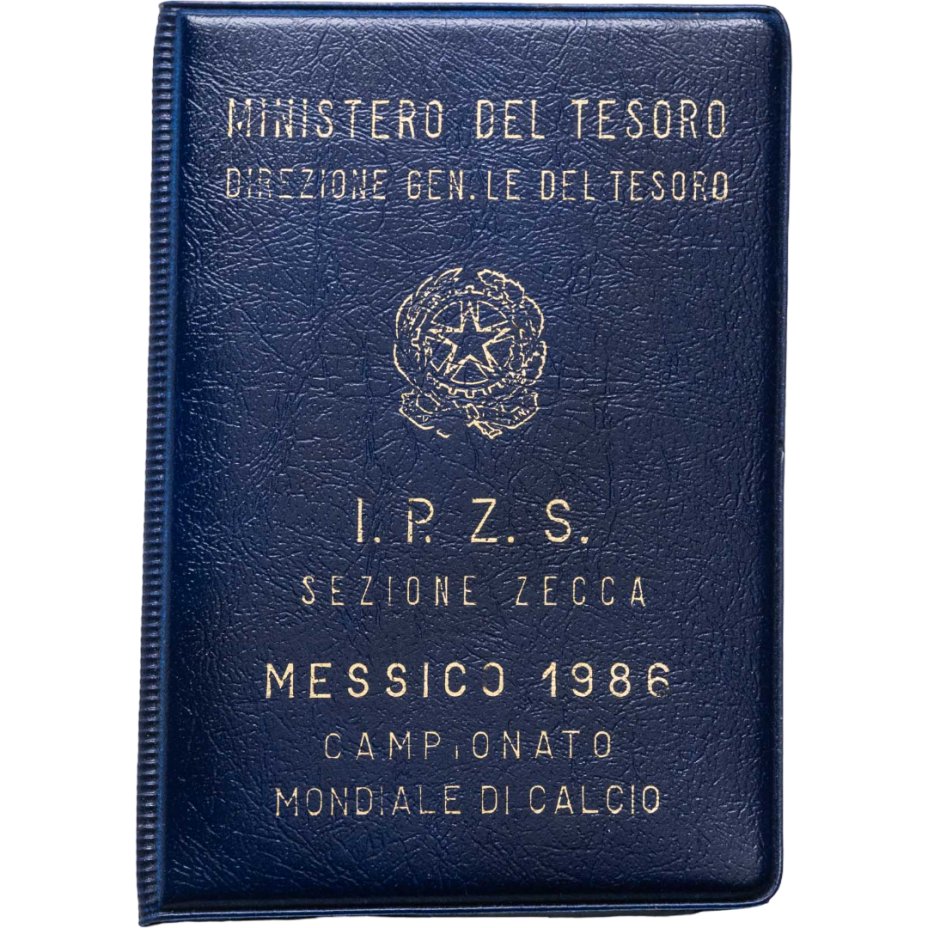 MINISTERO DEL TESORO
DIREZIONE GEN.LE DEL TESORO
I. P. Z. S.
SEZIONE ZECCA
MESSICO 1986
CAMPIONATO
MONDIALE DI CALCIO